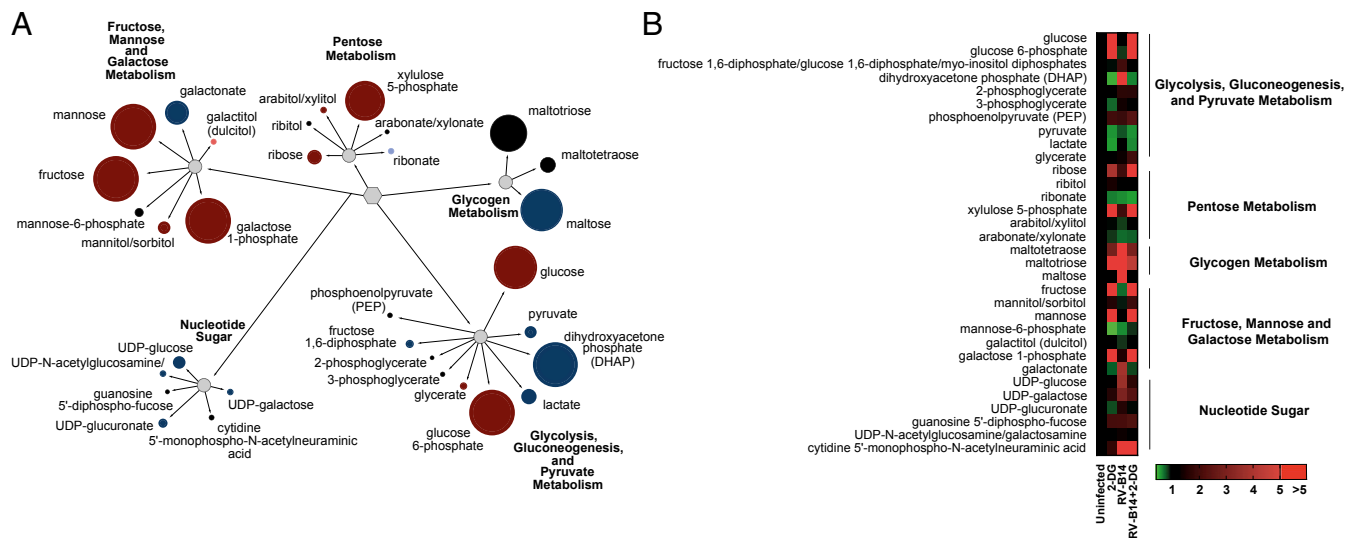 A
Fructose,
Mannose
and
Galactose
Metabolism
mannose
galactonate
galactitol
(dulcitol)
fructose
mannose-6-phosphate
mannitol/sorbitol
galactose
1-phosphate
Pentose
Metabolism
xylulose
5-phosphate
arabitol/xylitol
ribitol
arabonate/xylonate
ribose
ribonate
maltotriose
maltotetraose
Glycogen
Metabolism
maltose
glucose
phosphoenolpyruvate
(PEP)
pyruvate
fructose
1,6-diphosphate
dihydroxyacetone
phosphate
(DHAP)
2-phosphoglycerate
3-phosphoglycerate
glycerate
lactate
glucose
6-phosphate
Glycolysis,
Gluconeogenesis,
and
Pyruvate
Metabolism
Nucleotide
Sugar
UDP-glucose
UDP-N-acetylglucosamine/
guanosine
5'-diphospho-fucose
UDP-galactose
UDP-glucuronate
cytidine
5'-monophospho-N-acetylneuraminic
acid
B
glucose
glucose 6-phosphate
fructose 1,6-diphosphate/glucose 1,6-diphosphate/myo-inositol diphosphates
dihydroxyacetone phosphate (DHAP)
2-phosphoglycerate
3-phosphoglycerate
phosphoenolpyruvate (PEP)
pyruvate
lactate
glycerate
ribose
ribitol
ribonate
xylulose 5-phosphate
arabitol/xylitol
arabonate/xylonate
maltotetraose
maltotriose
maltose
fructose
mannitol/sorbitol
mannose
mannose-6-phosphate
galactitol (dulcitol)
galactose 1-phosphate
galactonate
UDP-glucose
UDP-galactose
UDP-glucuronate
guanosine 5'-diphospho-fucose
UDP-N-acetylglucosamine/galactosamine
cytidine 5'-monophospho-N-acetylneuraminic acid
Glycolysis, Gluconeogenesis,
and Pyruvate Metabolism
Pentose Metabolism
Glycogen Metabolism
Fructose, Mannose and
Galactose Metabolism
Nucleotide Sugar
Uninfected
2-DG
RV-B14
RV-B14+2-DG
1 2 3 4 5 >5